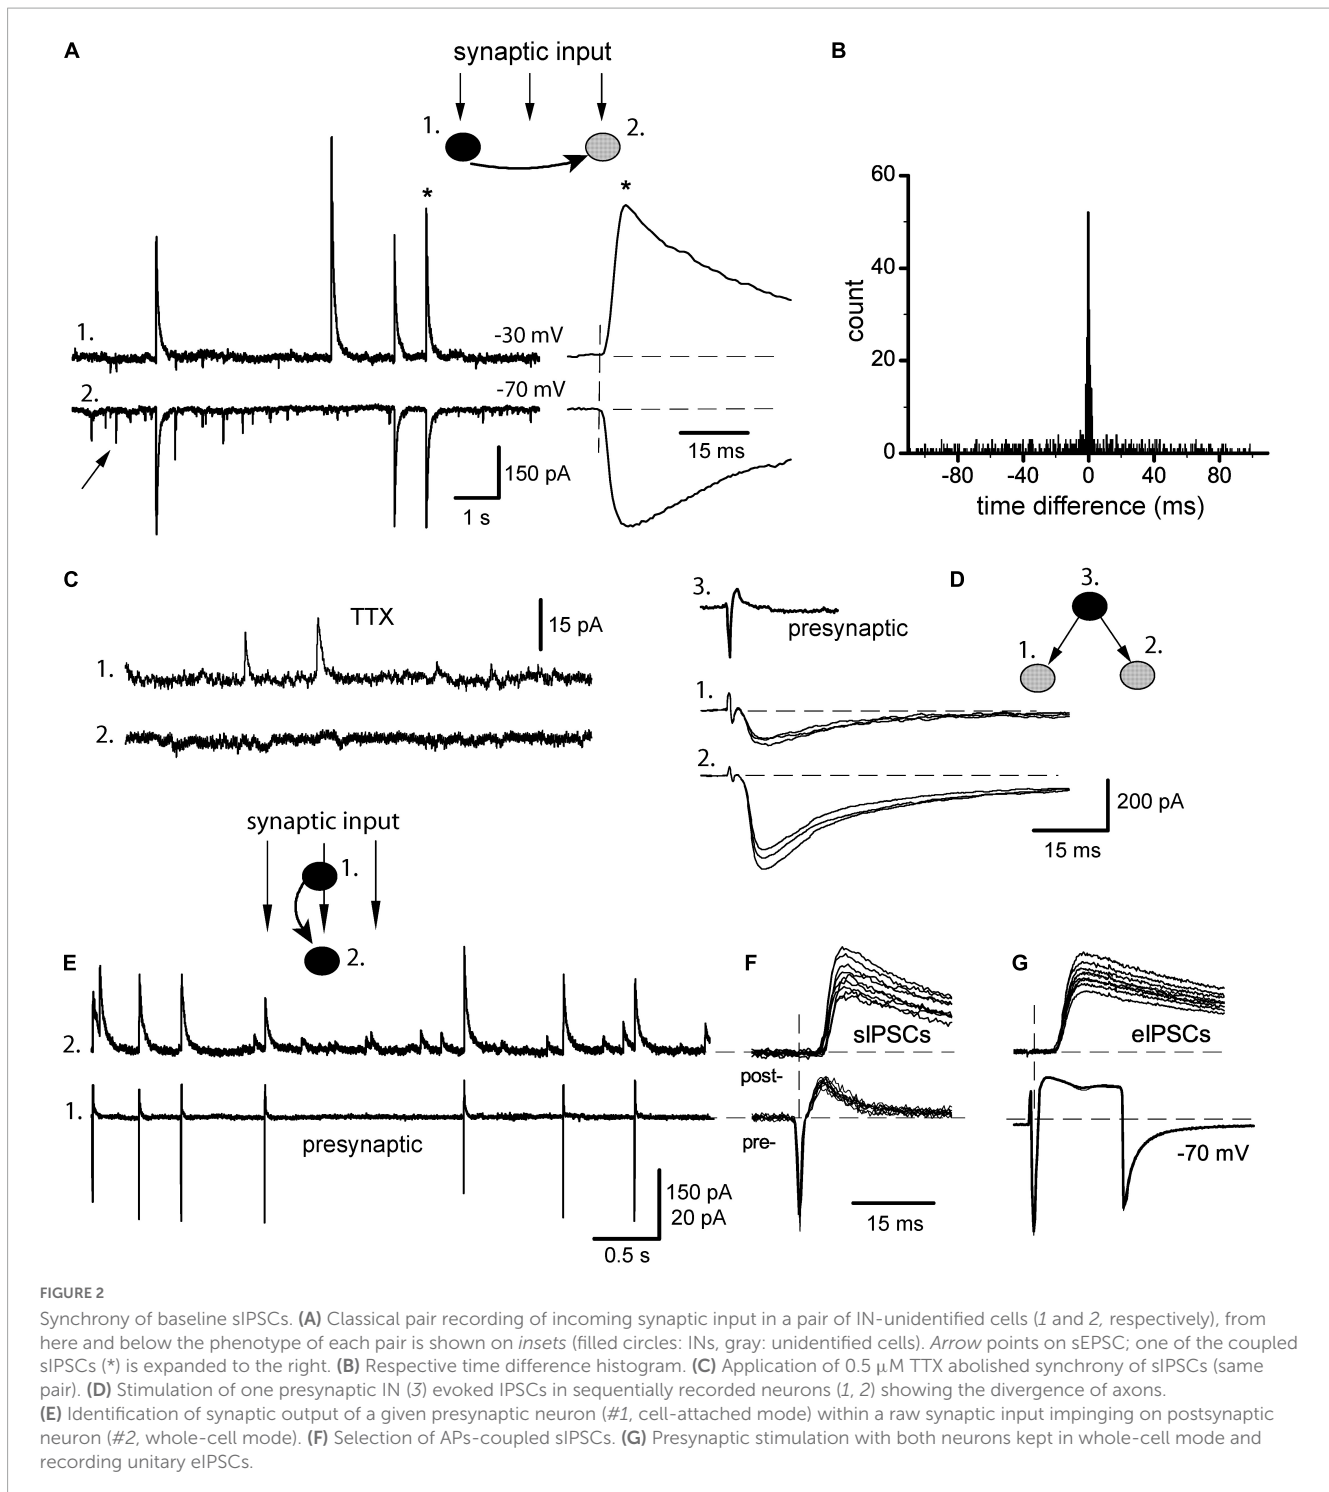 A
synaptic input
1.
2.
*
*
1.
-30 mV
2.
-70 mV
150 pA
1 s
15 ms
B
60
40
20
0
count
-80 -40 0 40 80
time difference (ms)
C
TTX
15 pA
1.
2.
3.
presynaptic
D
3.
1.
2.
1.
2.
200 pA
15 ms
synaptic input
1.
2.
E
2.
1.
presynaptic
150 pA
20 pA
0.5 s
F
sIPSCs
post-
pre-
15 ms
G
eIPSCs
-70 mV
FIGURE 2
Synchrony of baseline sIPSCs. (A) Classical pair recording of incoming synaptic input in a pair of IN-unidentified cells (1 and 2, respectively), from
here and below the phenotype of each pair is shown on insets (filled circles: INs, gray: unidentified cells). Arrow points on sEPSC; one of the coupled
sIPSCs (*) is expanded to the right. (B) Respective time difference histogram. (C) Application of 0.5 μM TTX abolished synchrony of sIPSCs (same
pair). (D) Stimulation of one presynaptic IN (3) evoked IPSCs in sequentially recorded neurons (1, 2) showing the divergence of axons.
(E) Identification of synaptic output of a given presynaptic neuron (#1, cell-attached mode) within a raw synaptic input impinging on postsynaptic
neuron (#2, whole-cell mode). (F) Selection of APs-coupled sIPSCs. (G) Presynaptic stimulation with both neurons kept in whole-cell mode and
recording unitary eIPSCs.